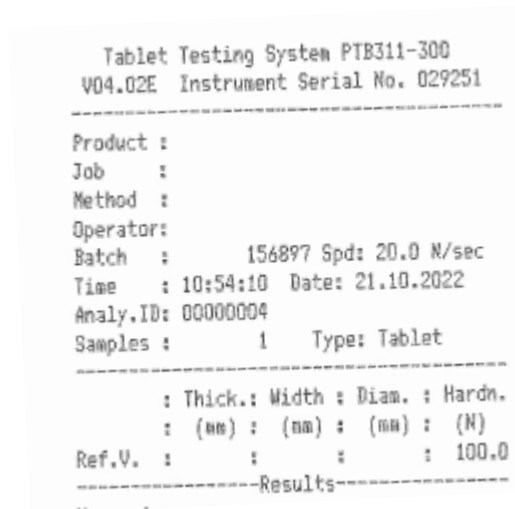 Tablet Testing System PTB311-300
V04.02E Instrument Serial No. 029251
----------------------------------------
Product :
Job :
Method :
Operator:
Batch : 156897 Spd: 20.0 N/sec
Time : 10:54:10 Date: 21.10.2022
Analy.ID: 00000004
Samples : 1 Type: Tablet
----------------------------------------
: Thick.: Width : Diam. : Hardn.
: (mm) : (mm) : (mm) : (N)
Ref.V. : : : : 100.0
-----------------Results----------------